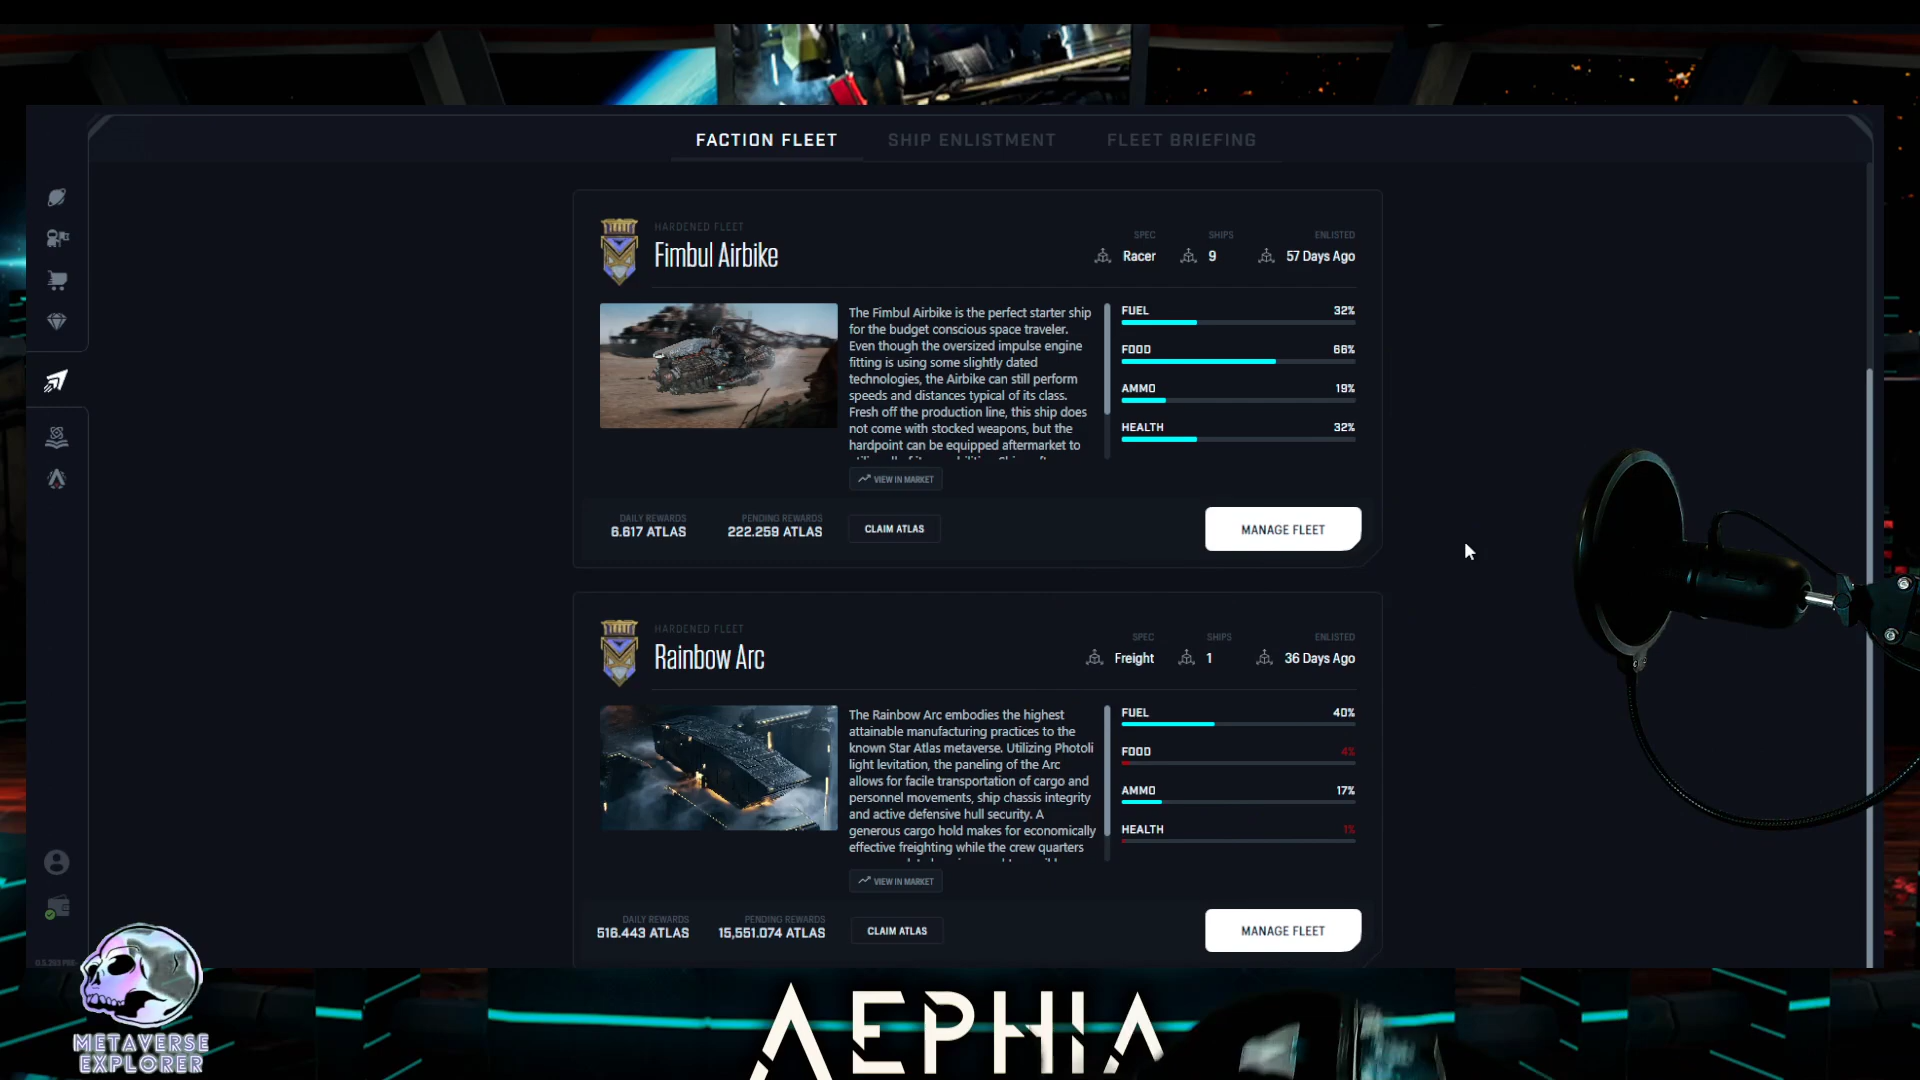 FACTION FLEET
SHIP ENLISTMENT
FLEET BRIEFING
HARDENED FLEET
Fimbul Airbike
SPEC
Racer
SHIPS
9
ENLISTED
57 Days Ago
The Fimbul Airbike is the perfect starter ship
for the budget conscious space traveler.
Even though the oversized impulse engine
fitting is using some slightly dated
technologies, the Airbike can still perform
speeds and distances typical of its class.
Fresh off the production line, this ship does
not come with stocked weapons, but the
hardpoint can be equipped aftermarket to
FUEL 32%
FOOD 66%
AMMO 19%
HEALTH 32%
VIEW IN MARKET
DAILY REWARDS
6.617 ATLAS
PENDING REWARDS
222.259 ATLAS
CLAIM ATLAS
MANAGE FLEET
HARDENED FLEET
Rainbow Arc
SPEC
Freight
SHIPS
1
ENLISTED
36 Days Ago
The Rainbow Arc embodies the highest
attainable manufacturing practices to the
known Star Atlas metaverse. Utilizing Photoli
light levitation, the paneling of the Arc
allows for facile transportation of cargo and
personnel movements, ship chassis integrity
and active defensive hull security. A
generous cargo hold makes for economically
effective freighting while the crew quarters
FUEL 40%
FOOD 4%
AMMO 17%
HEALTH 1%
VIEW IN MARKET
DAILY REWARDS
516.443 ATLAS
PENDING REWARDS
15,551.074 ATLAS
CLAIM ATLAS
MANAGE FLEET
METAVERSE
EXPLORER
AEPHIA